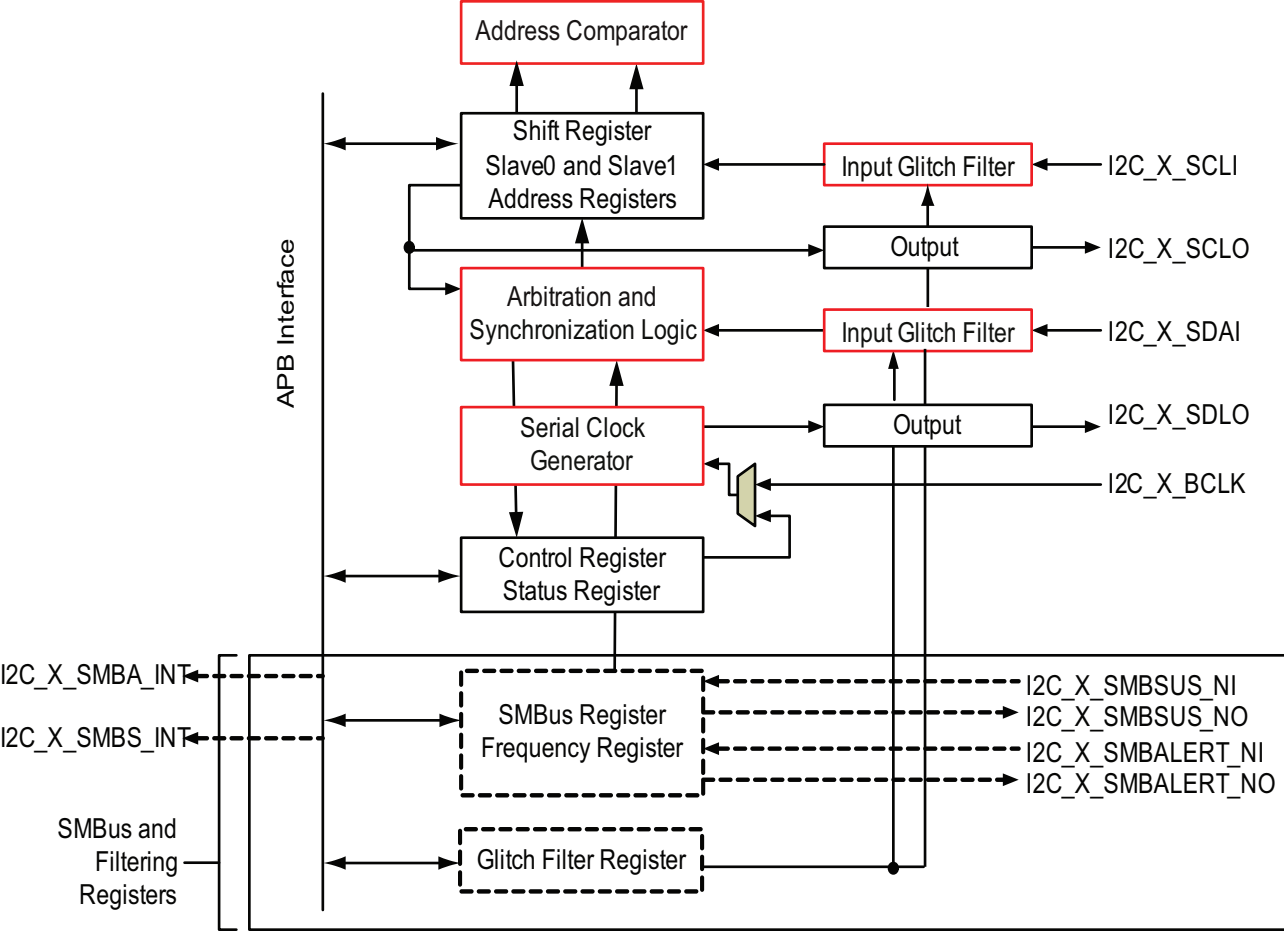 Address Comparator
Shift Register
Slave0 and Slave1
Address Registers
Input Glitch Filter
I2C_X_SCLI
Output
I2C_X_SCLO
APB Interface
Arbitration and
Synchronization Logic
Input Glitch Filter
I2C_X_SDAI
Serial Clock
Generator
Output
I2C_X_SDLO
I2C_X_BCLK
Control Register
Status Register
I2C_X_SMBA_INT
I2C_X_SMBS_INT
SMBus Register
Frequency Register
I2C_X_SMBSUS_NI
I2C_X_SMBSUS_NO
I2C_X_SMBALERT_NI
I2C_X_SMBALERT_NO
SMBus and
Filtering
Registers
Glitch Filter Register